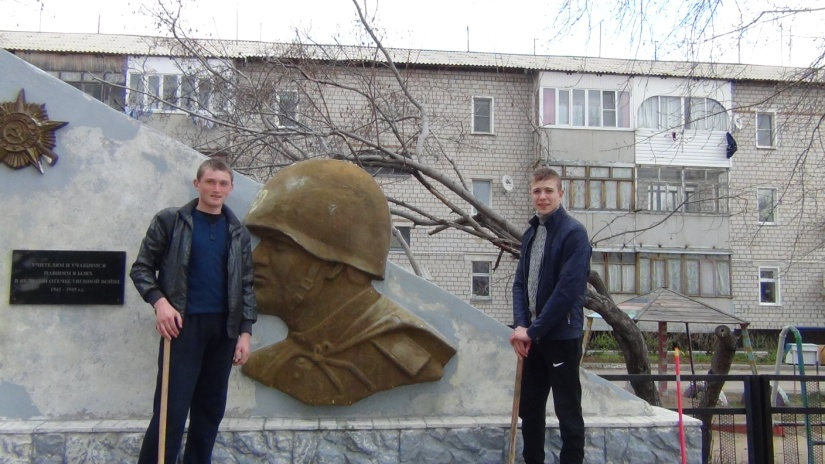 УЧИТЕЛЯМ И УЧАЩИМСЯ
ПАВШИМ В БОЯХ
В ВЕЛИКОЙ ОТЕЧЕСТВЕННОЙ ВОЙНЕ
1941 - 1945 г.г.